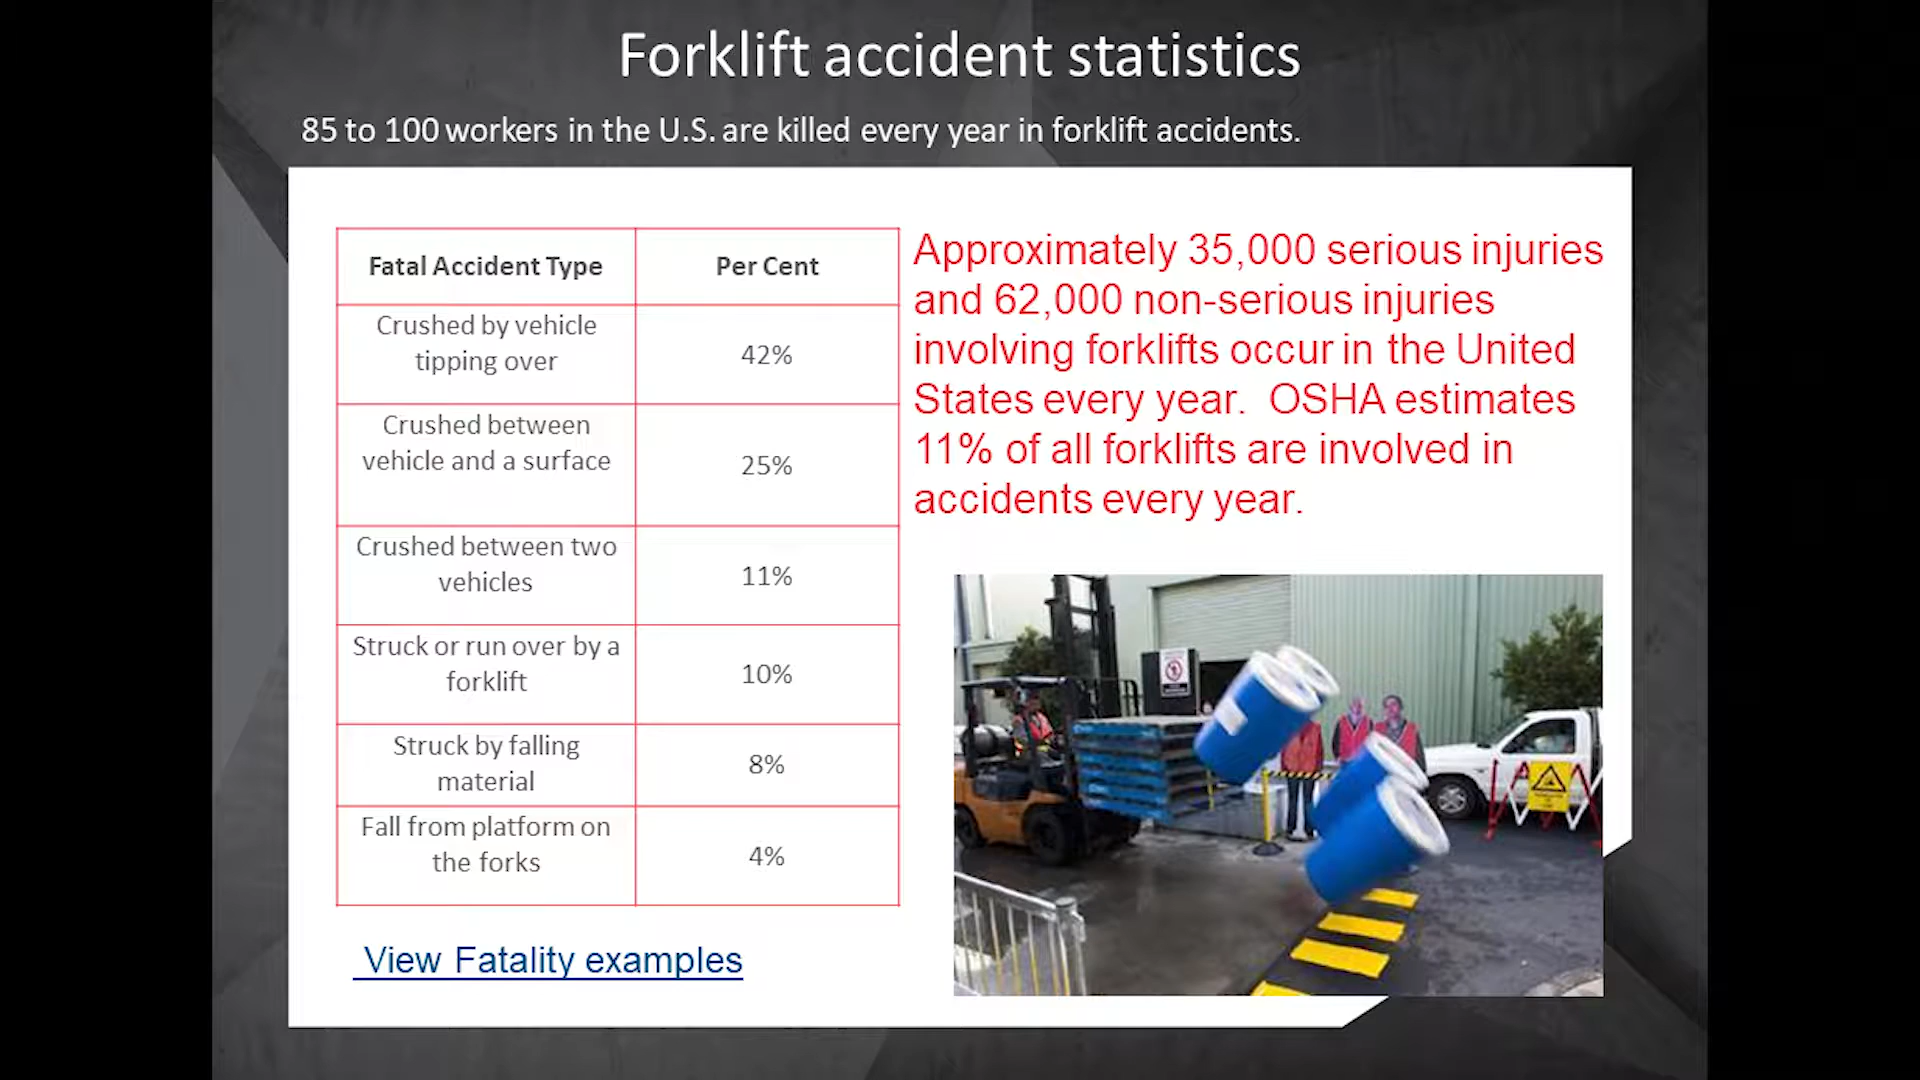 Forklift accident statistics
85 to 100 workers in the U.S. are killed every year in forklift accidents.
Fatal Accident Type
Per Cent
Crushed by vehicle
tipping over
42%
Crushed between
vehicle and a surface
25%
Crushed between two
vehicles
11%
Struck or run over by a
forklift
10%
Struck by falling
material
8%
Fall from platform on
the forks
4%
View Fatality examples
Approximately 35,000 serious injuries
and 62,000 non-serious injuries
involving forklifts occur in the United
States every year. OSHA estimates
11% of all forklifts are involved in
accidents every year.